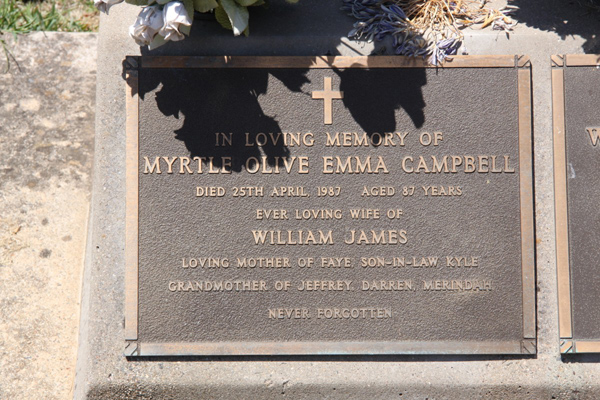 IN LOVING MEMORY OF
MYRTLE OLIVE EMMA CAMPBELL
DIED 25TH APRIL, 1987 AGED 87 YEARS
EVER LOVING WIFE OF
WILLIAM JAMES
LOVING MOTHER OF FAYE, SON-IN-LAW KYLE
GRANDMOTHER OF JEFFREY, DARREN, MERINDAH
NEVER FORGOTTEN